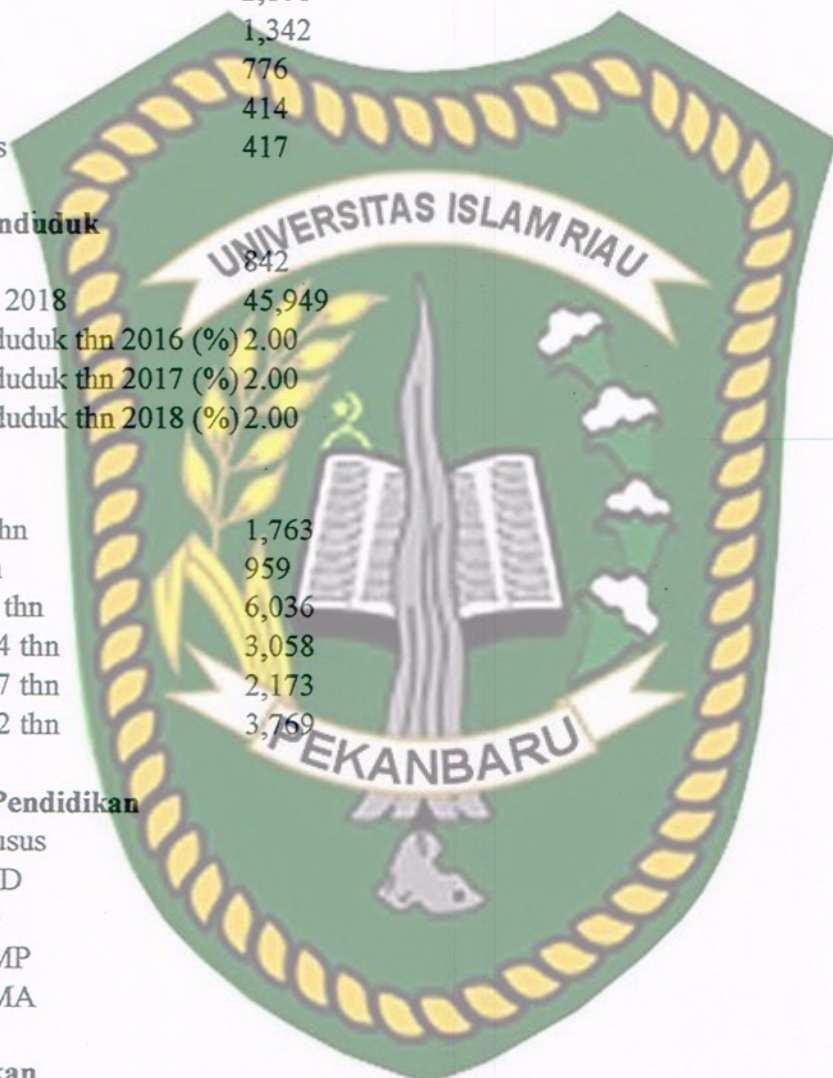 1,342
776
414
s 417
nduduk
UNIVERSITAS ISLAM RIAU
842
2018 45,949
duduk thn 2016 (%) 2.00
duduk thn 2017 (%) 2.00
duduk thn 2018 (%) 2.00
hn 1,763
959
thn 6,036
4 thn 3,058
7 thn 2,173
2 thn 3,769
PEKANBARU
Pendidikan
usus
D
MP
MA
kan